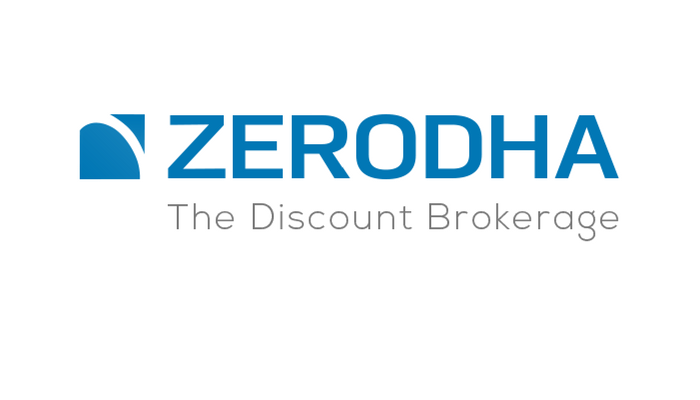 ZERODHA
The Discount Brokerage